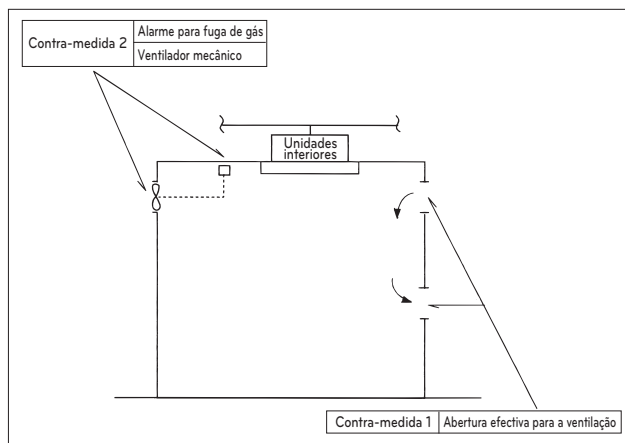 Contra-medida 2
Alarme para fuga de gás
Ventilador mecânico
Unidades
interiores
Contra-medida 1
Abertura efectiva para a ventilação